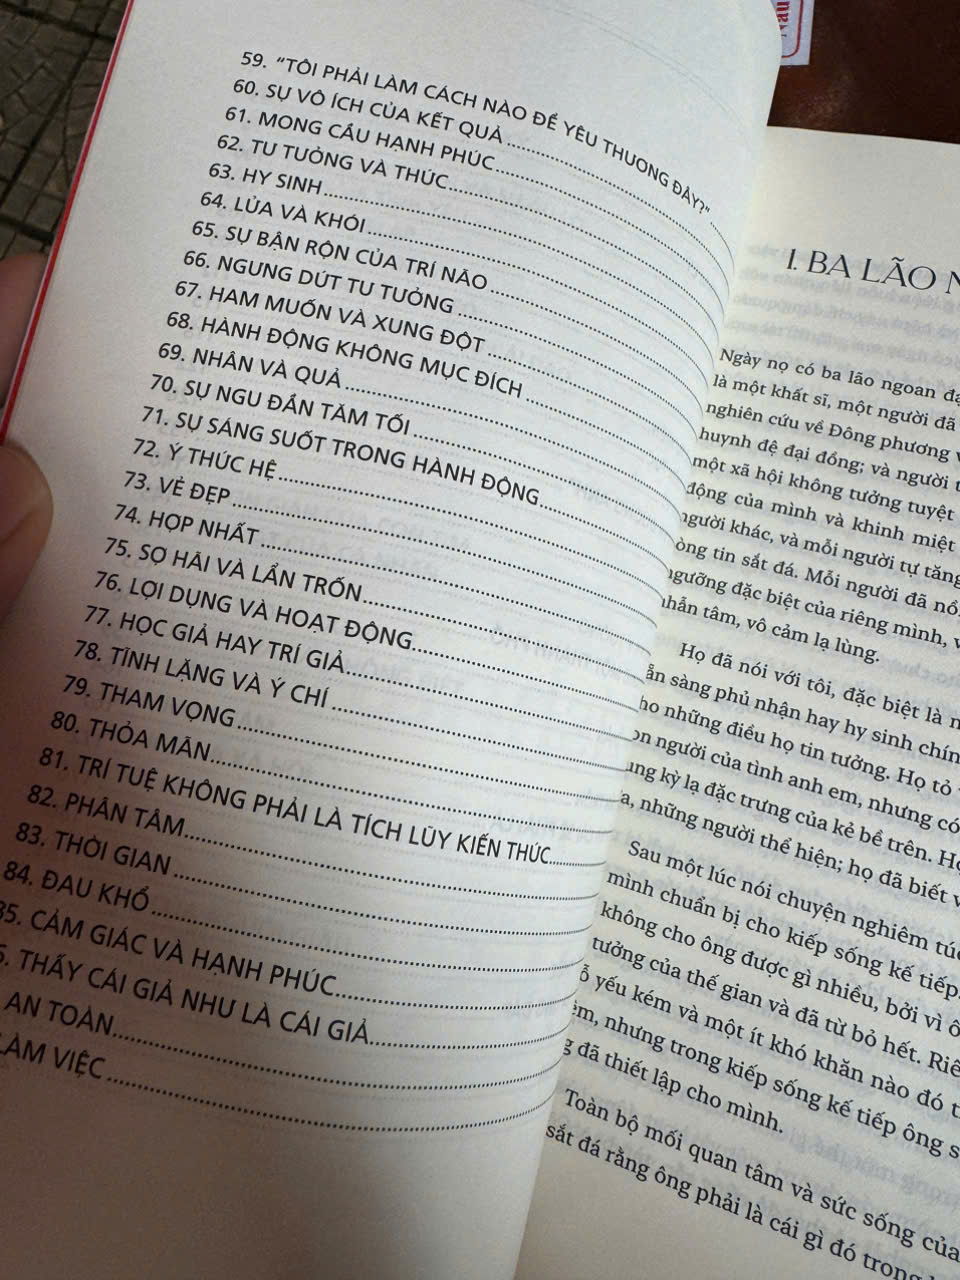 59. “TÔI PHẢI LÀM CÁCH NÀO ĐỂ YÊU THƯƠNG ĐÂY?”
60. SỰ VÔ ÍCH CỦA KẾT QUẢ
61. MONG CẦU HẠNH PHÚC
62. TƯ TƯỞNG VÀ THỨC
63. HY SINH
64. LỬA VÀ KHÓI
65. SỰ BẬN RỘN CỦA TRÍ NÃO
66. NGƯNG DỨT TƯ TƯỞNG
67. HAM MUỐN VÀ XUNG ĐỘT
68. HÀNH ĐỘNG KHÔNG MỤC ĐÍCH
69. NHÂN VÀ QUẢ
70. SỰ NGU ĐẦN TĂM TỐI
71. SỰ SÁNG SUỐT TRONG HÀNH ĐỘNG
72. Ý THỨC HỆ
73. VẺ ĐẸP
74. HỢP NHẤT
75. SỢ HÃI VÀ LẨN TRỐN
76. LỢI DỤNG VÀ HOẠT ĐỘNG
77. HỌC GIẢ HAY TRÍ GIẢ
78. TĨNH LẶNG VÀ Ý CHÍ
79. THAM VỌNG
80. THỎA MÃN
81. TRÍ TUỆ KHÔNG PHẢI LÀ TÍCH LŨY KIẾN THỨC
82. PHÂN TÂM
83. THỜI GIAN
84. ĐAU KHỔ
85. CẢM GIÁC VÀ HẠNH PHÚC
THẤY CÁI GIẢ NHƯ LÀ CÁI GIẢ
AN TOÀN
LÀM VIỆC
1. BA LÃO
Ngày nọ có ba lão ngoan
là một khất sĩ, một người đã
nghiên cứu về Đông phương
huynh đệ đại đồng; và người
một xã hội không tưởng tuyệt
động của mình và khinh miệt
người khác, và mỗi người tự tăng
tin sắt đá. Mỗi người đã
ngưỡng đặc biệt của riêng mình,
nhẫn tâm, vô cảm lạ lùng.
Họ đã nói với tôi, đặc biệt là
sàng phủ nhận hay hy sinh chính
cho những điều họ tin tưởng. Họ tỏ
người của tình anh em, nhưng có
kỳ lạ đặc trưng của kẻ bề trên.
những người thể hiện; họ đã biết
Sau một lúc nói chuyện nghiêm
mình chuẩn bị cho kiếp sống kế tiếp.
không cho ông được gì nhiều, bởi vì
tưởng của thế gian và đã từ bỏ hết.
yếu kém và một ít khó khăn nào đó
nhưng trong kiếp sống kế tiếp ông
đã thiết lập cho mình.
Toàn bộ mối quan tâm và sức sống của
sắt đá rằng ông phải là cái gì đó trong